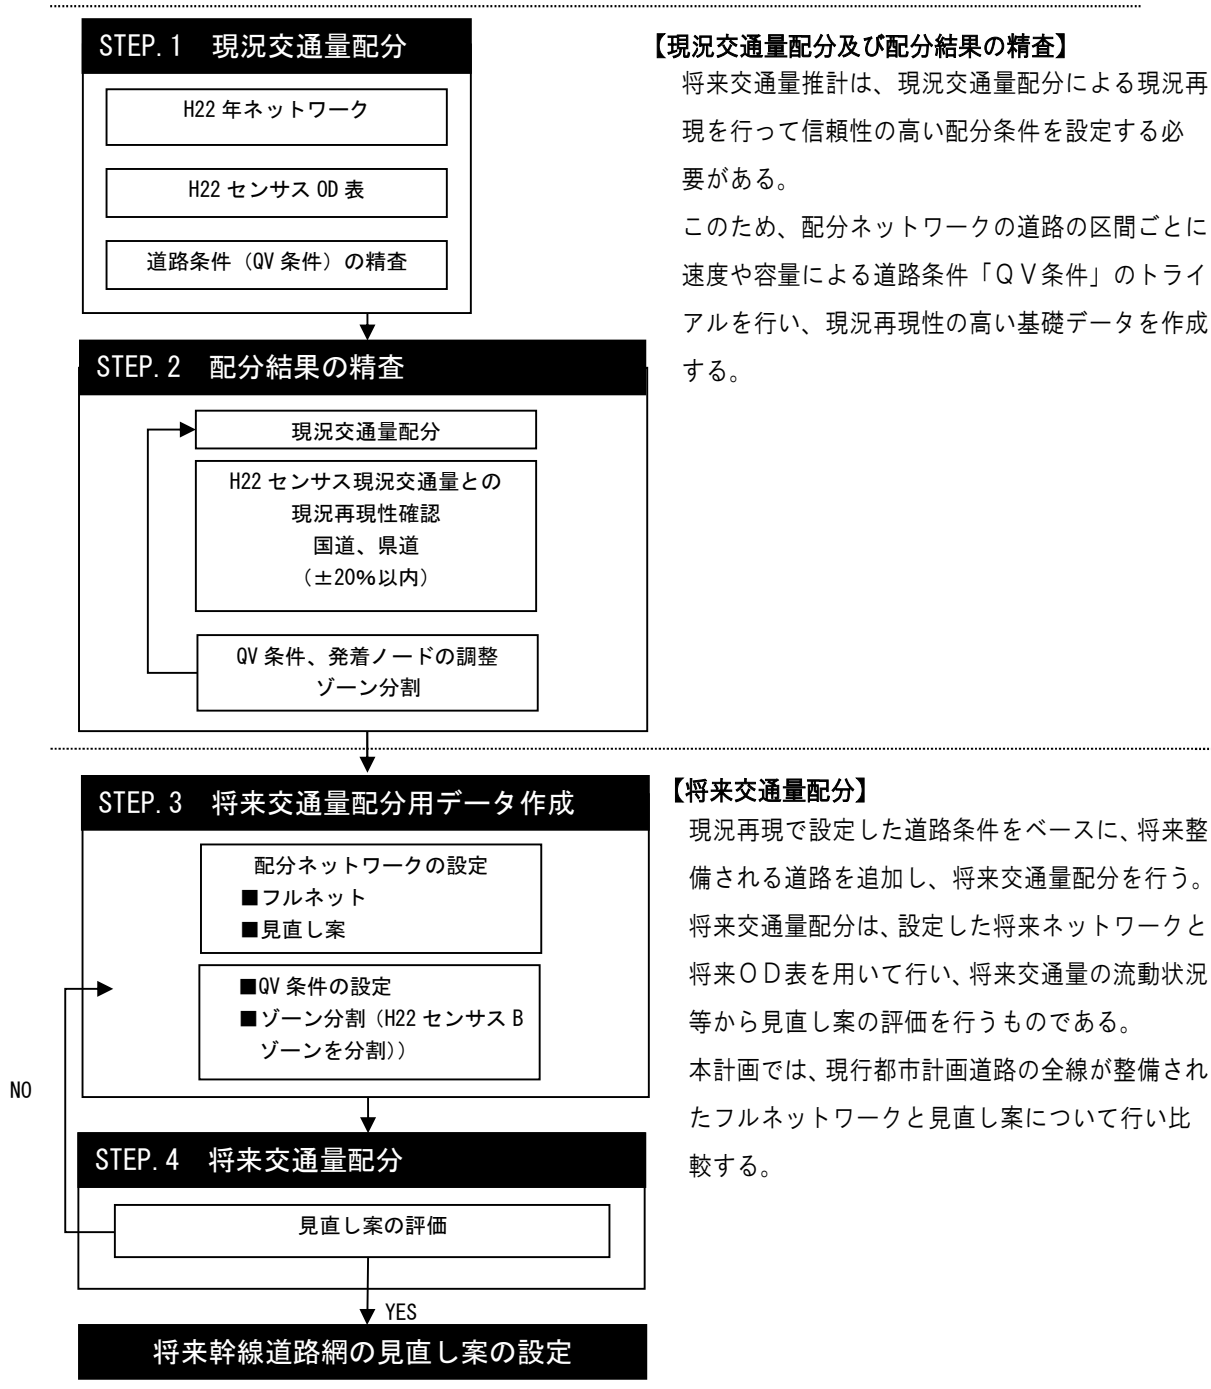 STEP.1 現況交通量配分
H22年ネットワーク
H22センサスOD表
道路条件（QV条件）の精査
【現況交通量配分及び配分結果の精査】
将来交通量推計は、現況交通量配分による現況再
現を行って信頼性の高い配分条件を設定する必
要がある。
このため、配分ネットワークの道路の区間ごとに
速度や容量による道路条件「ＱＶ条件」のトライ
アルを行い、現況再現性の高い基礎データを作成
する。
STEP.2 配分結果の精査
現況交通量配分
H22センサス現況交通量との
現況再現性確認
国道、県道
（±20%以内）
QV条件、発着ノードの調整
ゾーン分割
STEP.3 将来交通量配分用データ作成
配分ネットワークの設定
■フルネット
■見直し案
■QV条件の設定
■ゾーン分割（H22センサスB
ゾーンを分割））
【将来交通量配分】
現況再現で設定した道路条件をベースに、将来整
備される道路を追加し、将来交通量配分を行う。
将来交通量配分は、設定した将来ネットワークと
将来ＯＤ表を用いて行い、将来交通量の流動状況
等から見直し案の評価を行うものである。
本計画では、現行都市計画道路の全線が整備され
たフルネットワークと見直し案について行い比
較する。
NO
STEP.4 将来交通量配分
見直し案の評価
YES
将来幹線道路網の見直し案の設定